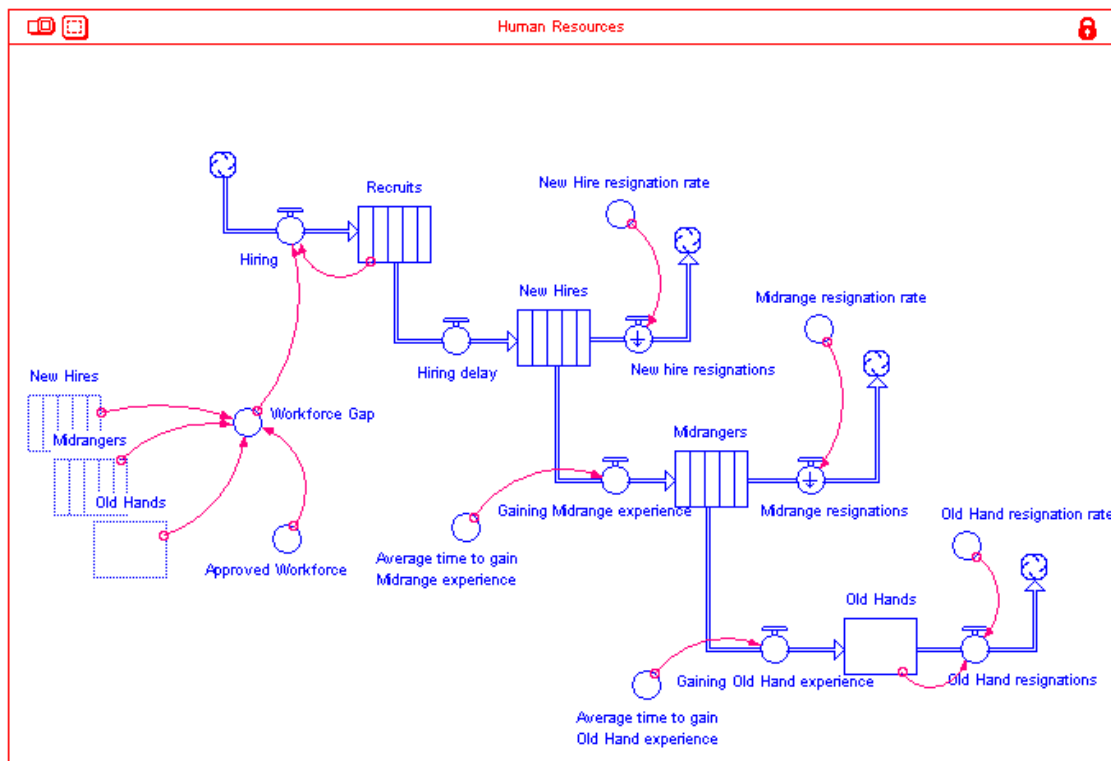 Human Resources
Recruits
New Hire resignation rate
Hiring
New Hires
Midrange resignation rate
Hiring delay
New hire resignations
New Hires
Workforce Gap
Midrangers
Midrangers
Old Hands
Gaining Midrange experience
Midrange resignations
Old Hand resignation rate
Average time to gain
Midrange experience
Approved Workforce
Old Hands
Gaining Old Hand experience
Old Hand resignations
Average time to gain
Old Hand experience